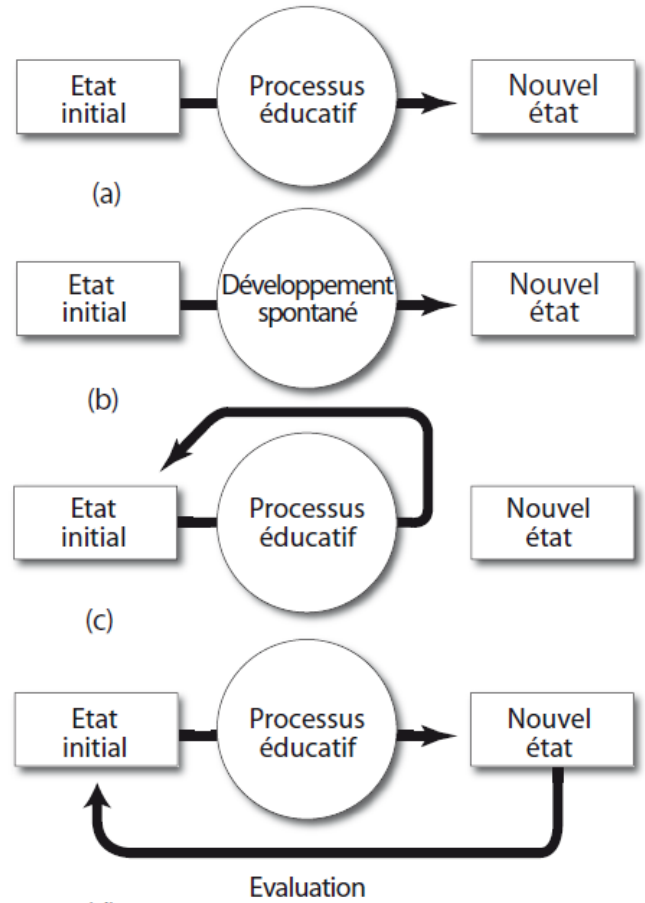 Etat
initial
Processus
éducatif
Nouvel
état
(a)
Etat
initial
Développement
spontané
Nouvel
état
(b)
Etat
initial
Processus
éducatif
Nouvel
état
(c)
Etat
initial
Processus
éducatif
Nouvel
état
Evaluation